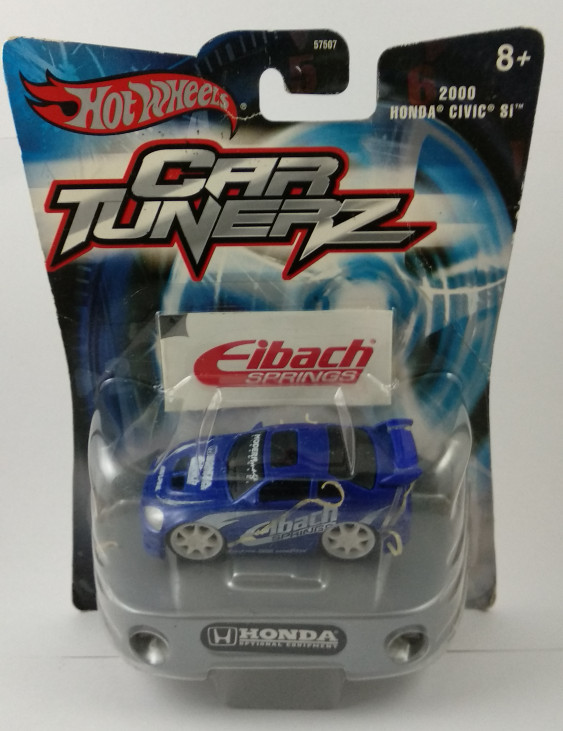 57507
8+
HOT WHEELS®
2000
HONDA® CIVIC® Si™
CAR
TUNERZ
Eibach®
SPRINGS
Eibach
SPRINGS
HONDA
OPTIONAL EQUIPMENT